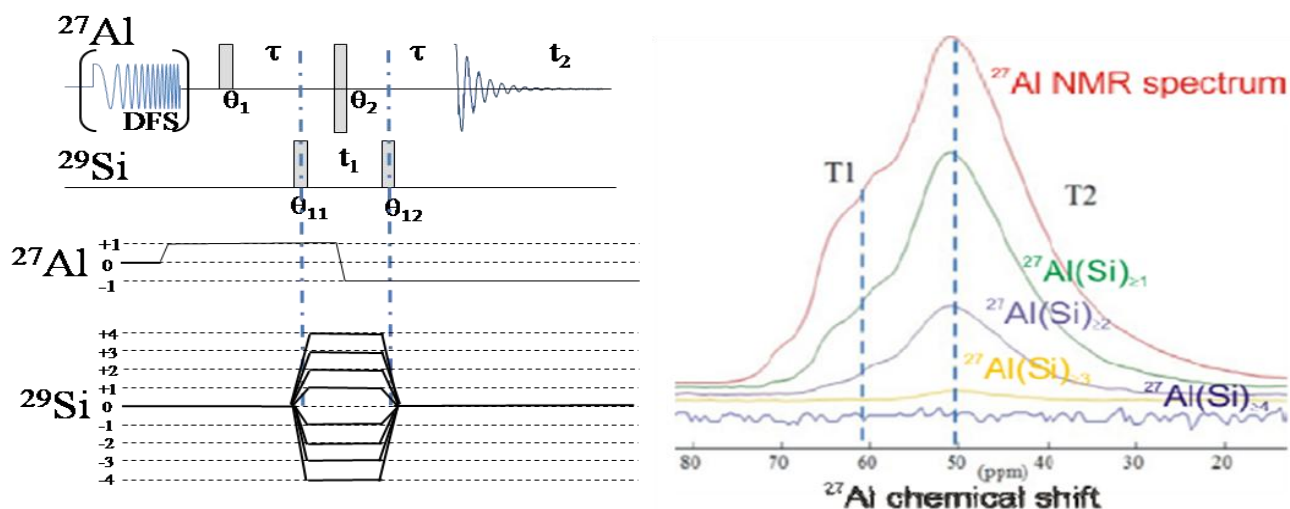 ²⁷Al
τ
τ
t₂
DFS
θ₁
θ₂
²⁹Si
t₁
θ₁₁
θ₁₂
²⁷Al
+1
0
-1
²⁹Si
+4
+3
+2
+1
0
-1
-2
-3
-4
²⁷Al NMR spectrum
T1
T2
²⁷Al(Si)≥1
²⁷Al(Si)≥2
²⁷Al(Si)≥3
²⁷Al(Si)≥4
80 70 60 50 40 30 20
(ppm)
²⁷Al chemical shift